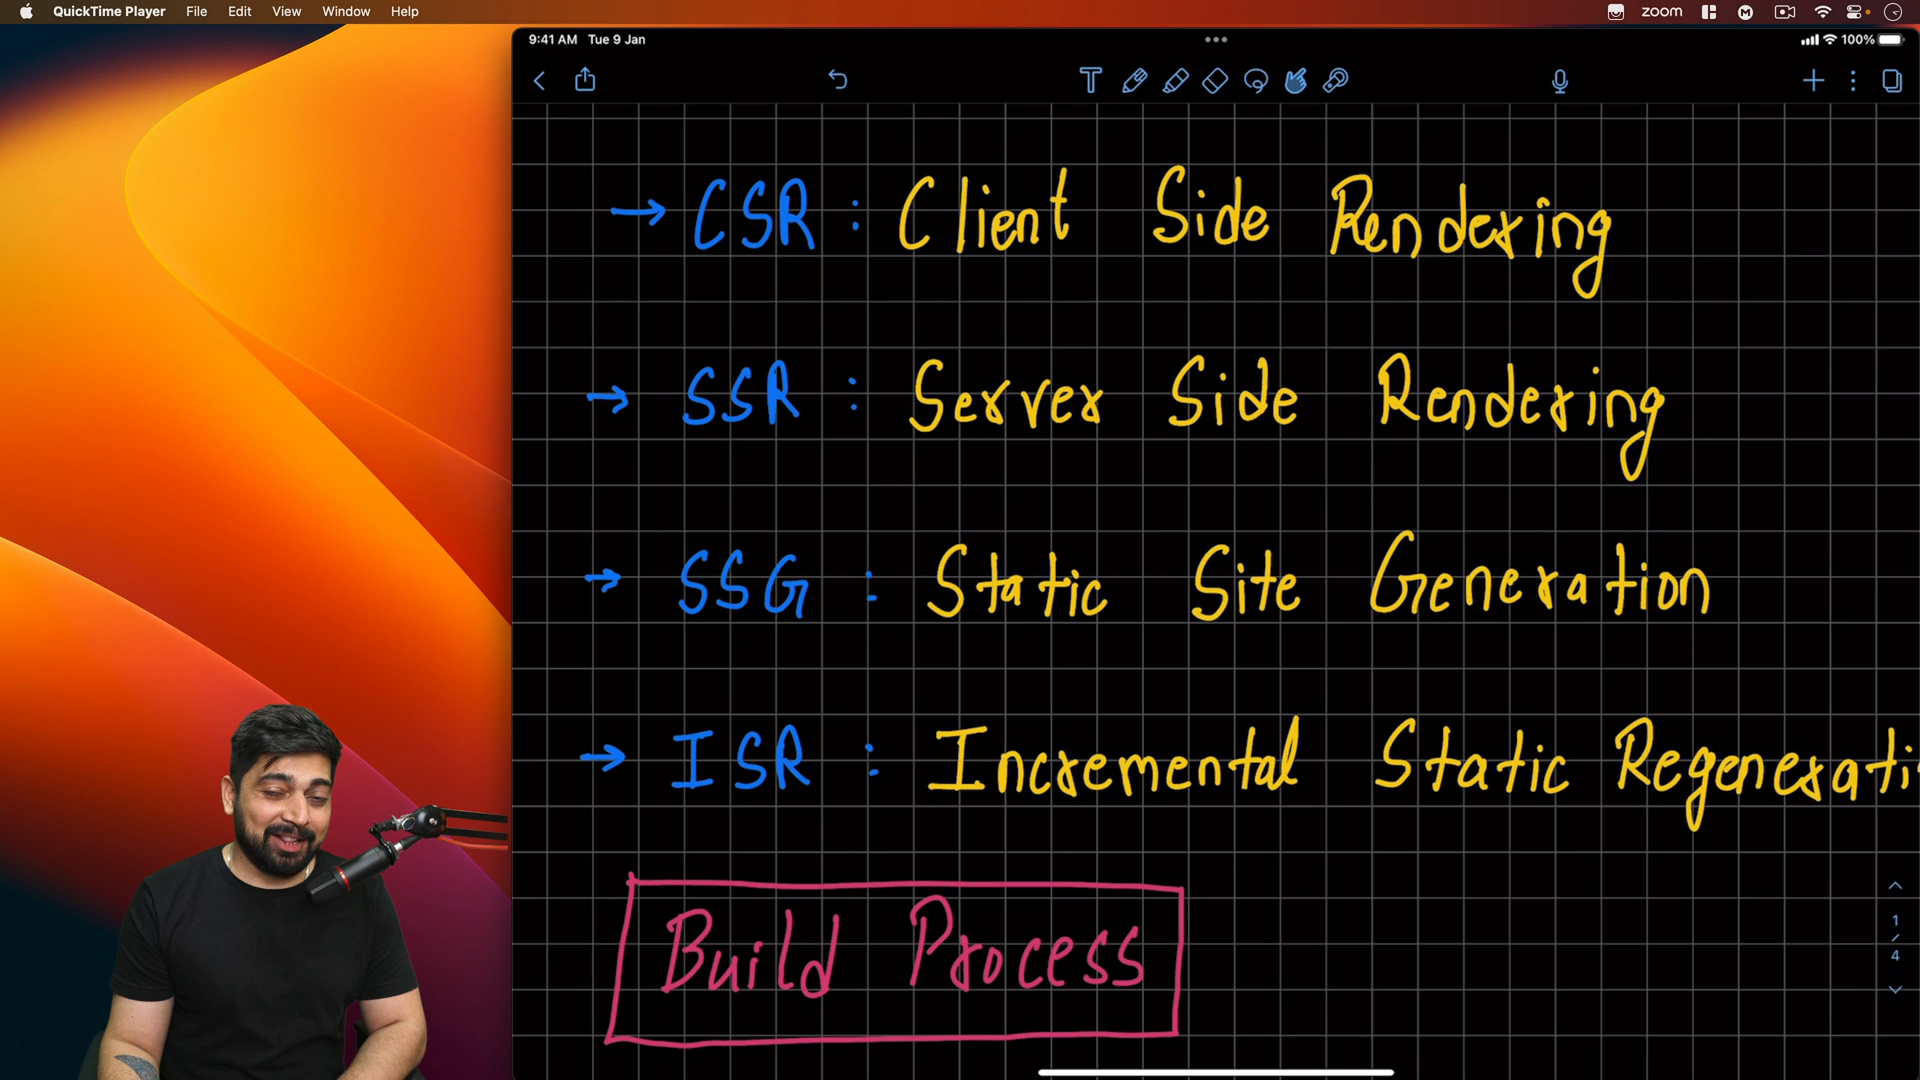 QuickTime Player File Edit View Window Help zoom
9:41 AM Tue 9 Jan 100%
→ CSR : Client Side Rendering
→ SSR : Server Side Rendering
→ SSG : Static Site Generation
→ ISR : Incremental Static Regenerati
Build Process
1
/
4